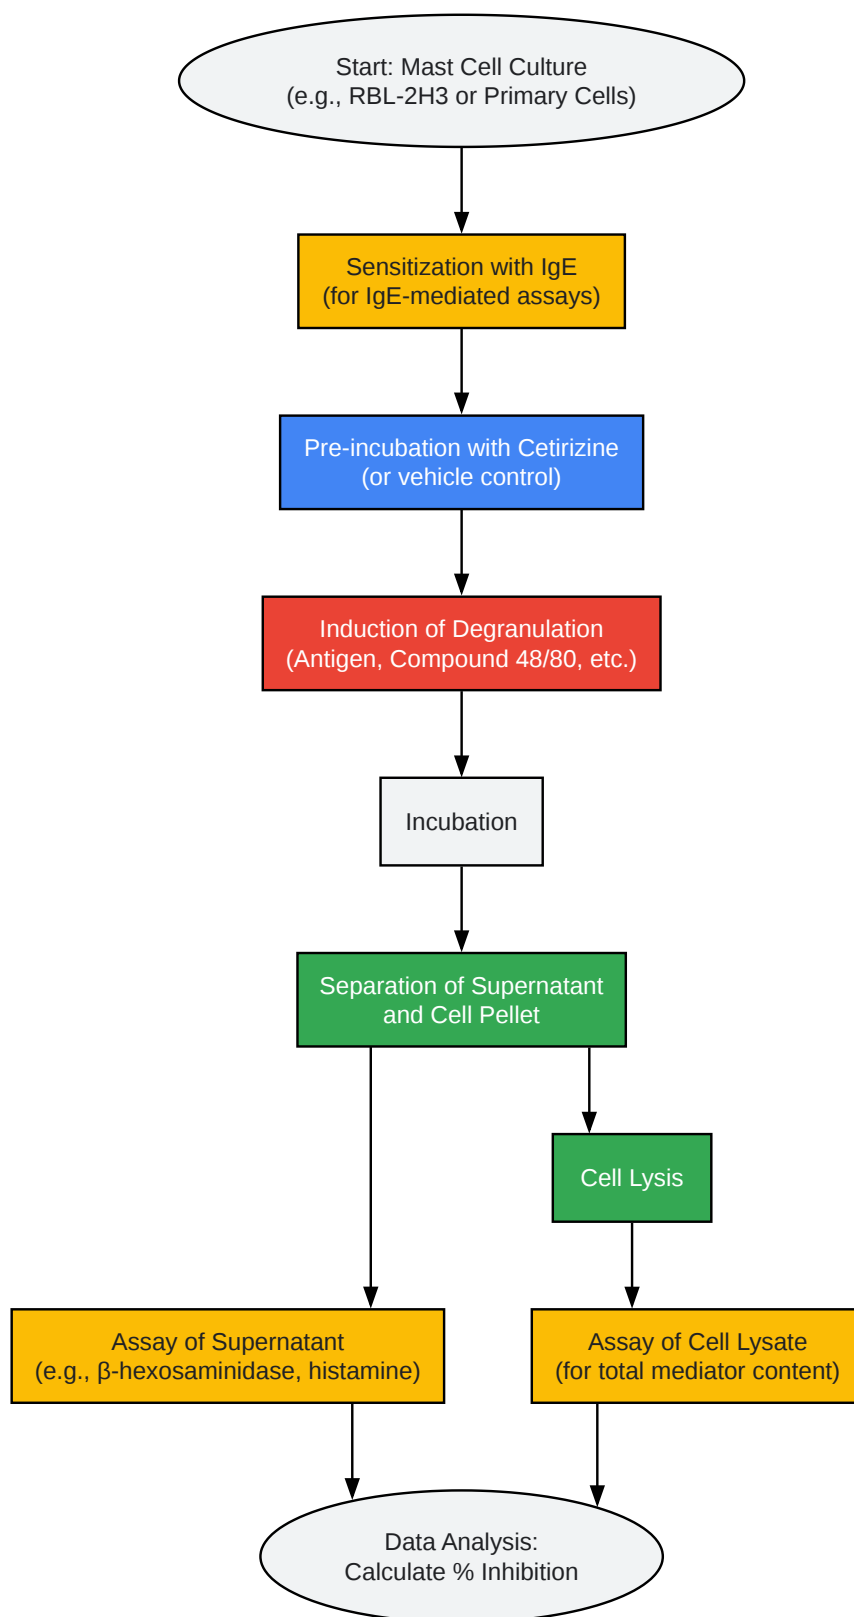 Start: Mast Cell Culture
(e.g., RBL-2H3 or Primary Cells)
Sensitization with IgE
(for IgE-mediated assays)
Pre-incubation with Cetirizine
(or vehicle control)
Induction of Degranulation
(Antigen, Compound 48/80, etc.)
Incubation
Separation of Supernatant
and Cell Pellet
Cell Lysis
Assay of Supernatant
(e.g., β-hexosaminidase, histamine)
Assay of Cell Lysate
(for total mediator content)
Data Analysis:
Calculate % Inhibition